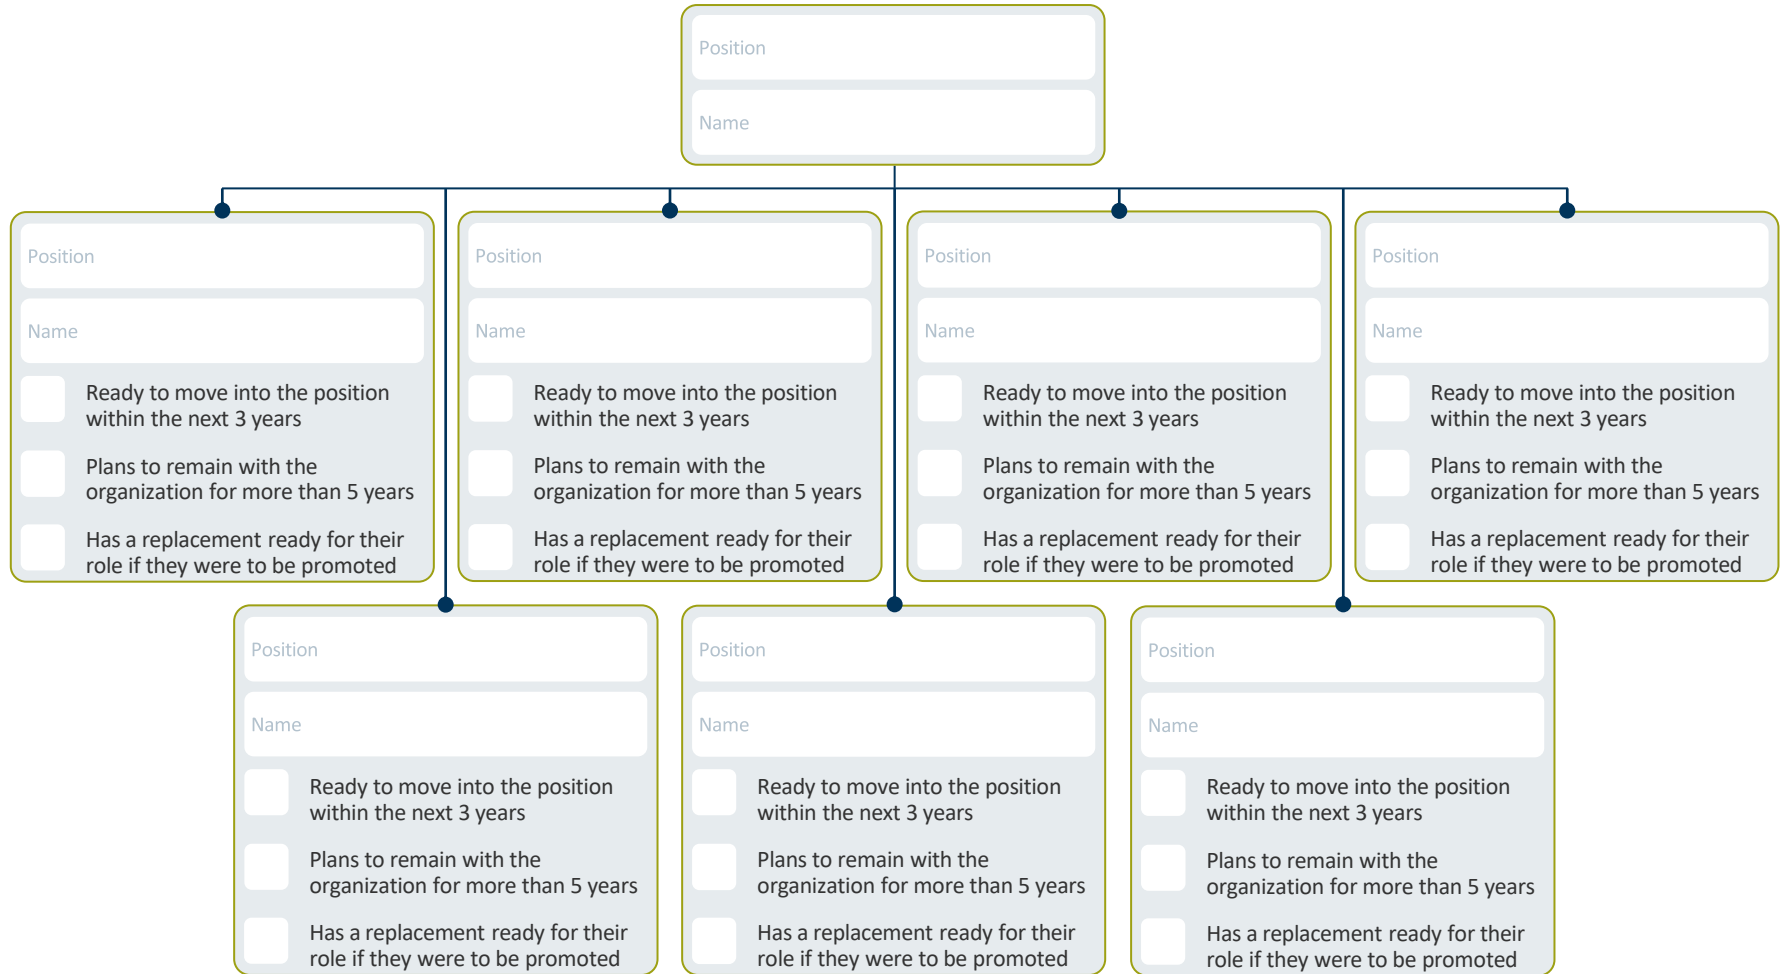 Position
Name
Position
Name
Ready to move into the position
within the next 3 years
Plans to remain with the
organization for more than 5 years
Has a replacement ready for their
role if they were to be promoted
Position
Name
Ready to move into the position
within the next 3 years
Plans to remain with the
organization for more than 5 years
Has a replacement ready for their
role if they were to be promoted
Position
Name
Ready to move into the position
within the next 3 years
Plans to remain with the
organization for more than 5 years
Has a replacement ready for their
role if they were to be promoted
Position
Name
Ready to move into the position
within the next 3 years
Plans to remain with the
organization for more than 5 years
Has a replacement ready for their
role if they were to be promoted
Position
Name
Ready to move into the position
within the next 3 years
Plans to remain with the
organization for more than 5 years
Has a replacement ready for their
role if they were to be promoted
Position
Name
Ready to move into the position
within the next 3 years
Plans to remain with the
organization for more than 5 years
Has a replacement ready for their
role if they were to be promoted
Position
Name
Ready to move into the position
within the next 3 years
Plans to remain with the
organization for more than 5 years
Has a replacement ready for their
role if they were to be promoted